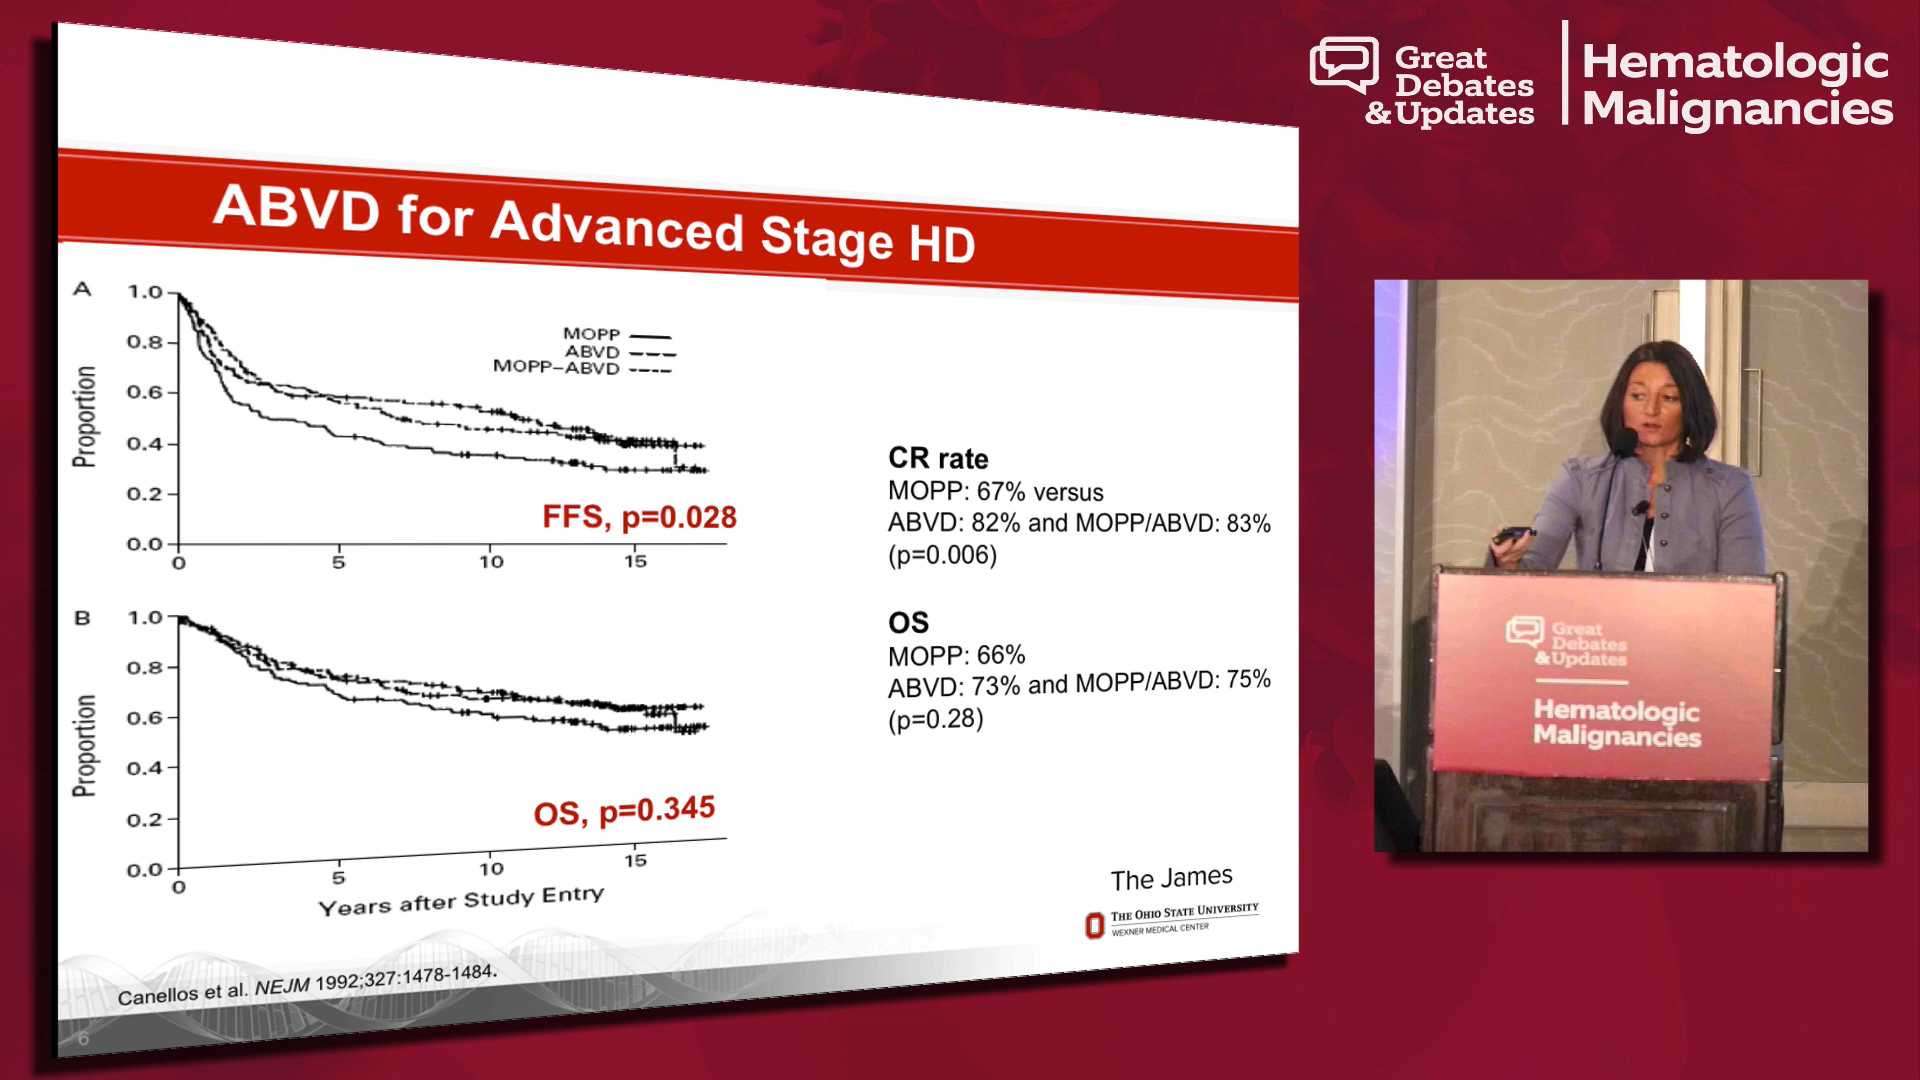 Great
Debates
&Updates
Hematologic
Malignancies
ABVD for Advanced Stage HD
A
1.0
0.8
0.6
0.4
0.2
0.0
Proportion
MOPP
ABVD
MOPP–ABVD
FFS, p=0.028
0 5 10 15
B
1.0
0.8
0.6
0.4
0.2
0.0
Proportion
OS, p=0.345
0 5 10 15
Years after Study Entry
CR rate
MOPP: 67% versus
ABVD: 82% and MOPP/ABVD: 83%
(p=0.006)
OS
MOPP: 66%
ABVD: 73% and MOPP/ABVD: 75%
(p=0.28)
The James
THE OHIO STATE UNIVERSITY
WEXNER MEDICAL CENTER
Canellos et al. NEJM 1992;327:1478-1484.
6
Great
Debates
&Updates
Hematologic
Malignancies